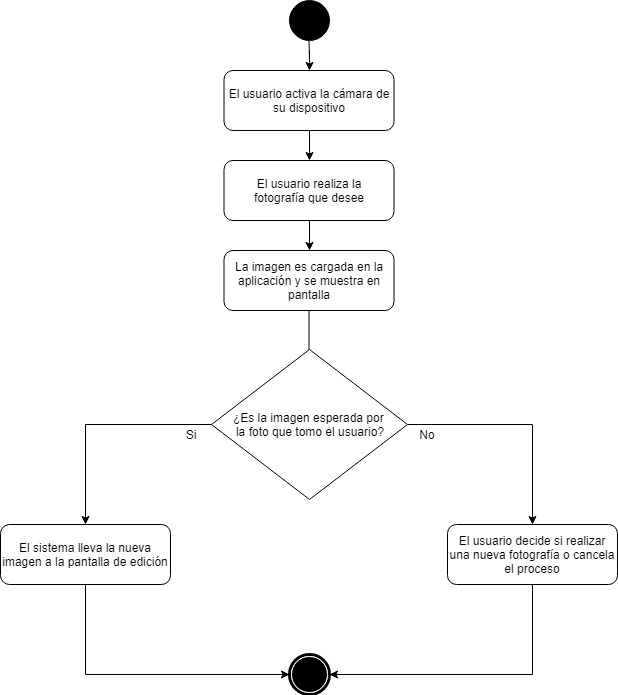 El usuario activa la cámara de
su dispositivo
El usuario realiza la
fotografía que desee
La imagen es cargada en la
aplicación y se muestra en
pantalla
¿Es la imagen esperada por
la foto que tomo el usuario?
Si
No
El sistema lleva la nueva
imagen a la pantalla de edición
El usuario decide si realizar
una nueva fotografía o cancela
el proceso